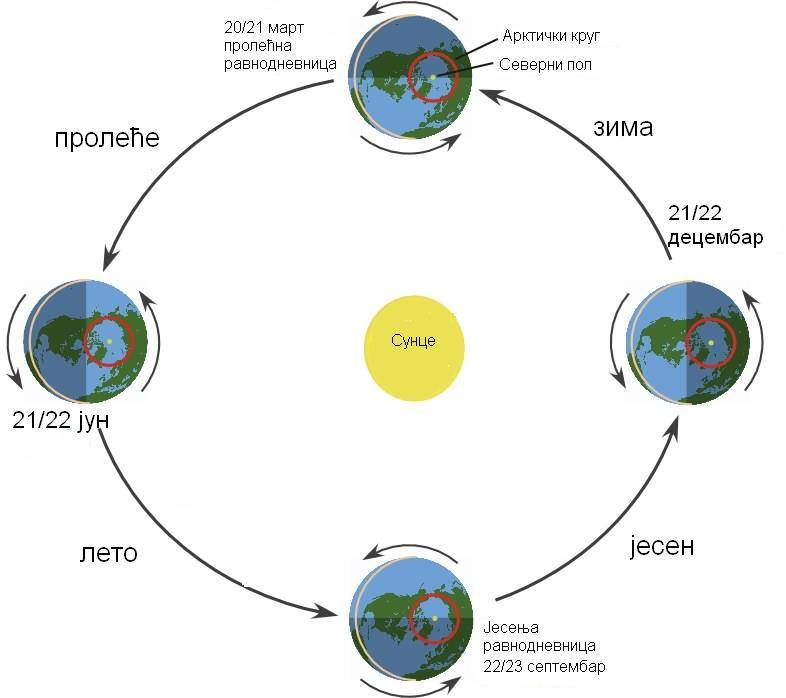 20/21 март
пролећна
равнодневница
Арктички круг
Северни пол
пролеће
зима
21/22
децембар
Сунце
21/22 јун
лето
јесен
Јесења
равнодневница
22/23 септембар